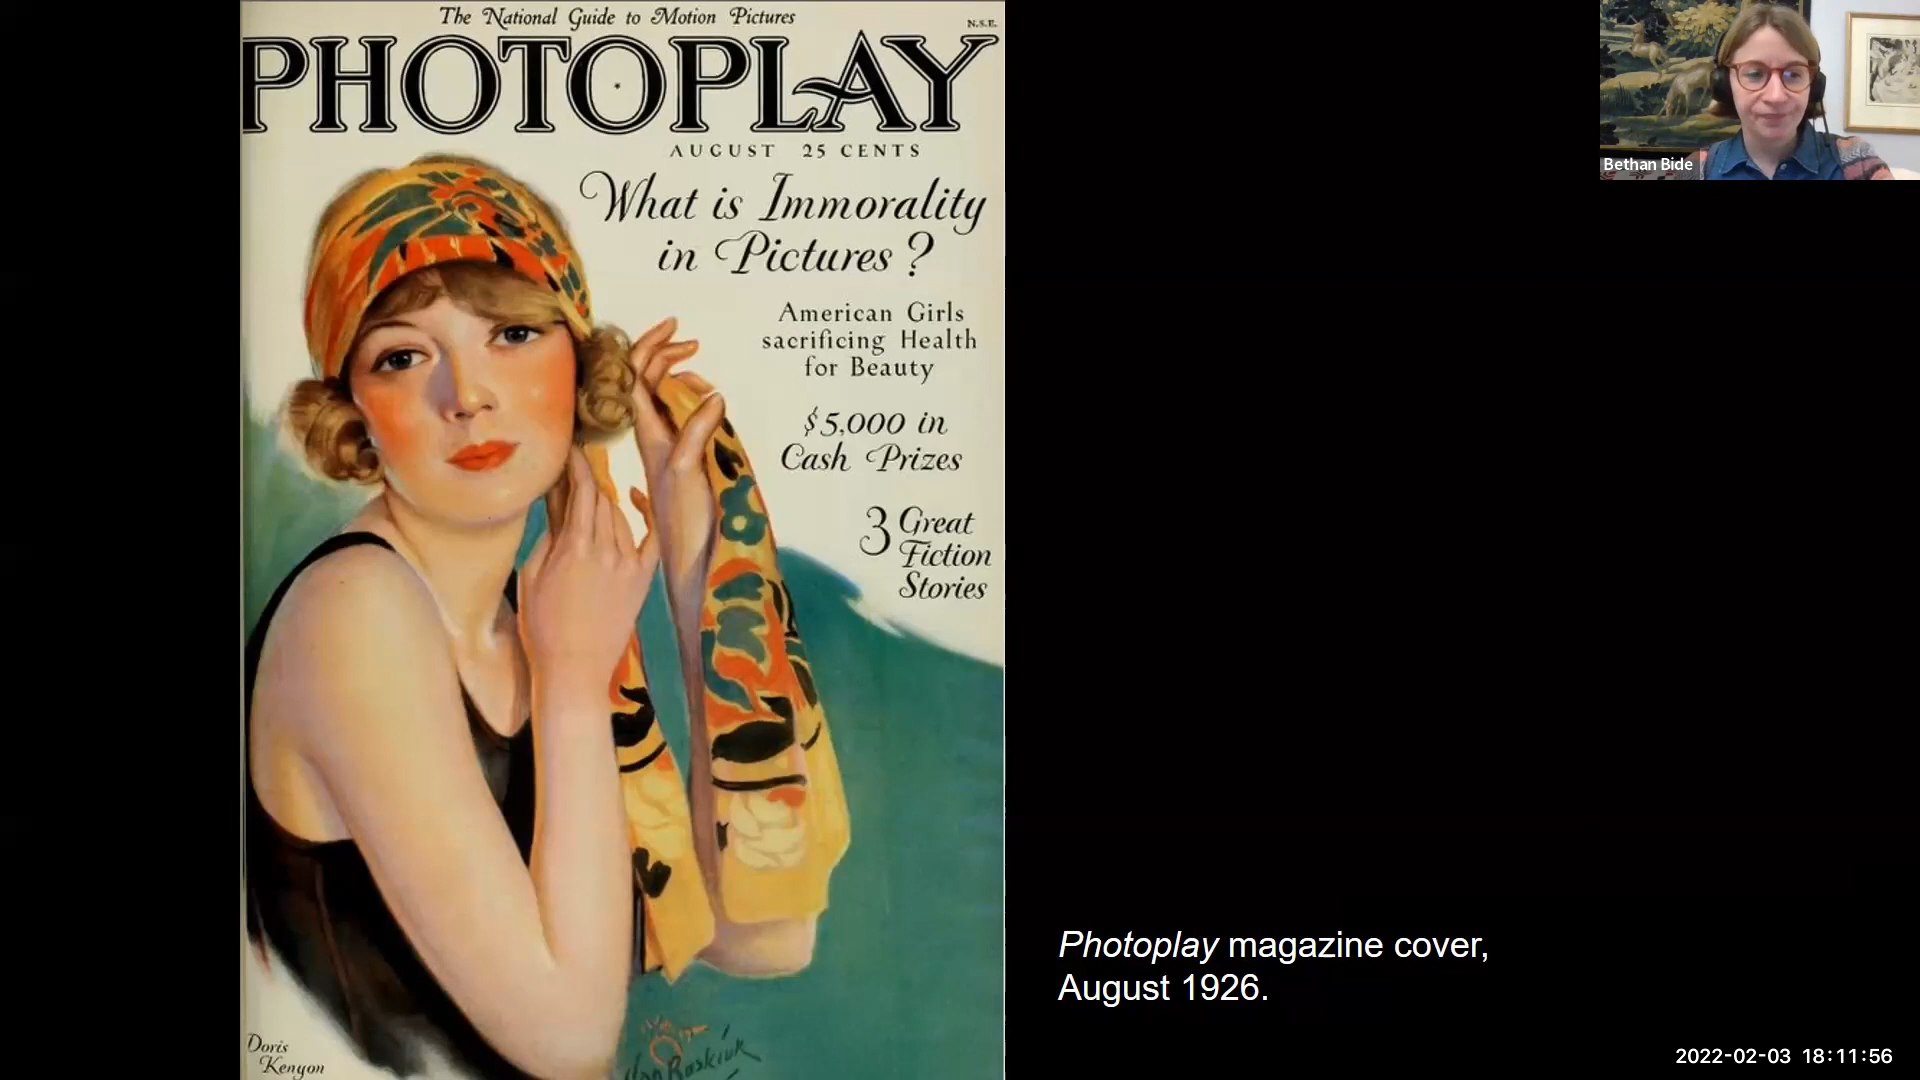 The National Guide to Motion Pictures
N.S.E.
PHOTOPLAY
AUGUST 25 CENTS
What is Immorality
in Pictures?
American Girls
sacrificing Health
for Beauty
$5,000 in
Cash Prizes
3 Great
Fiction
Stories
Doris
Kenyon
Bethan Bide
Photoplay magazine cover,
August 1926.
2022-02-03 18:11:56